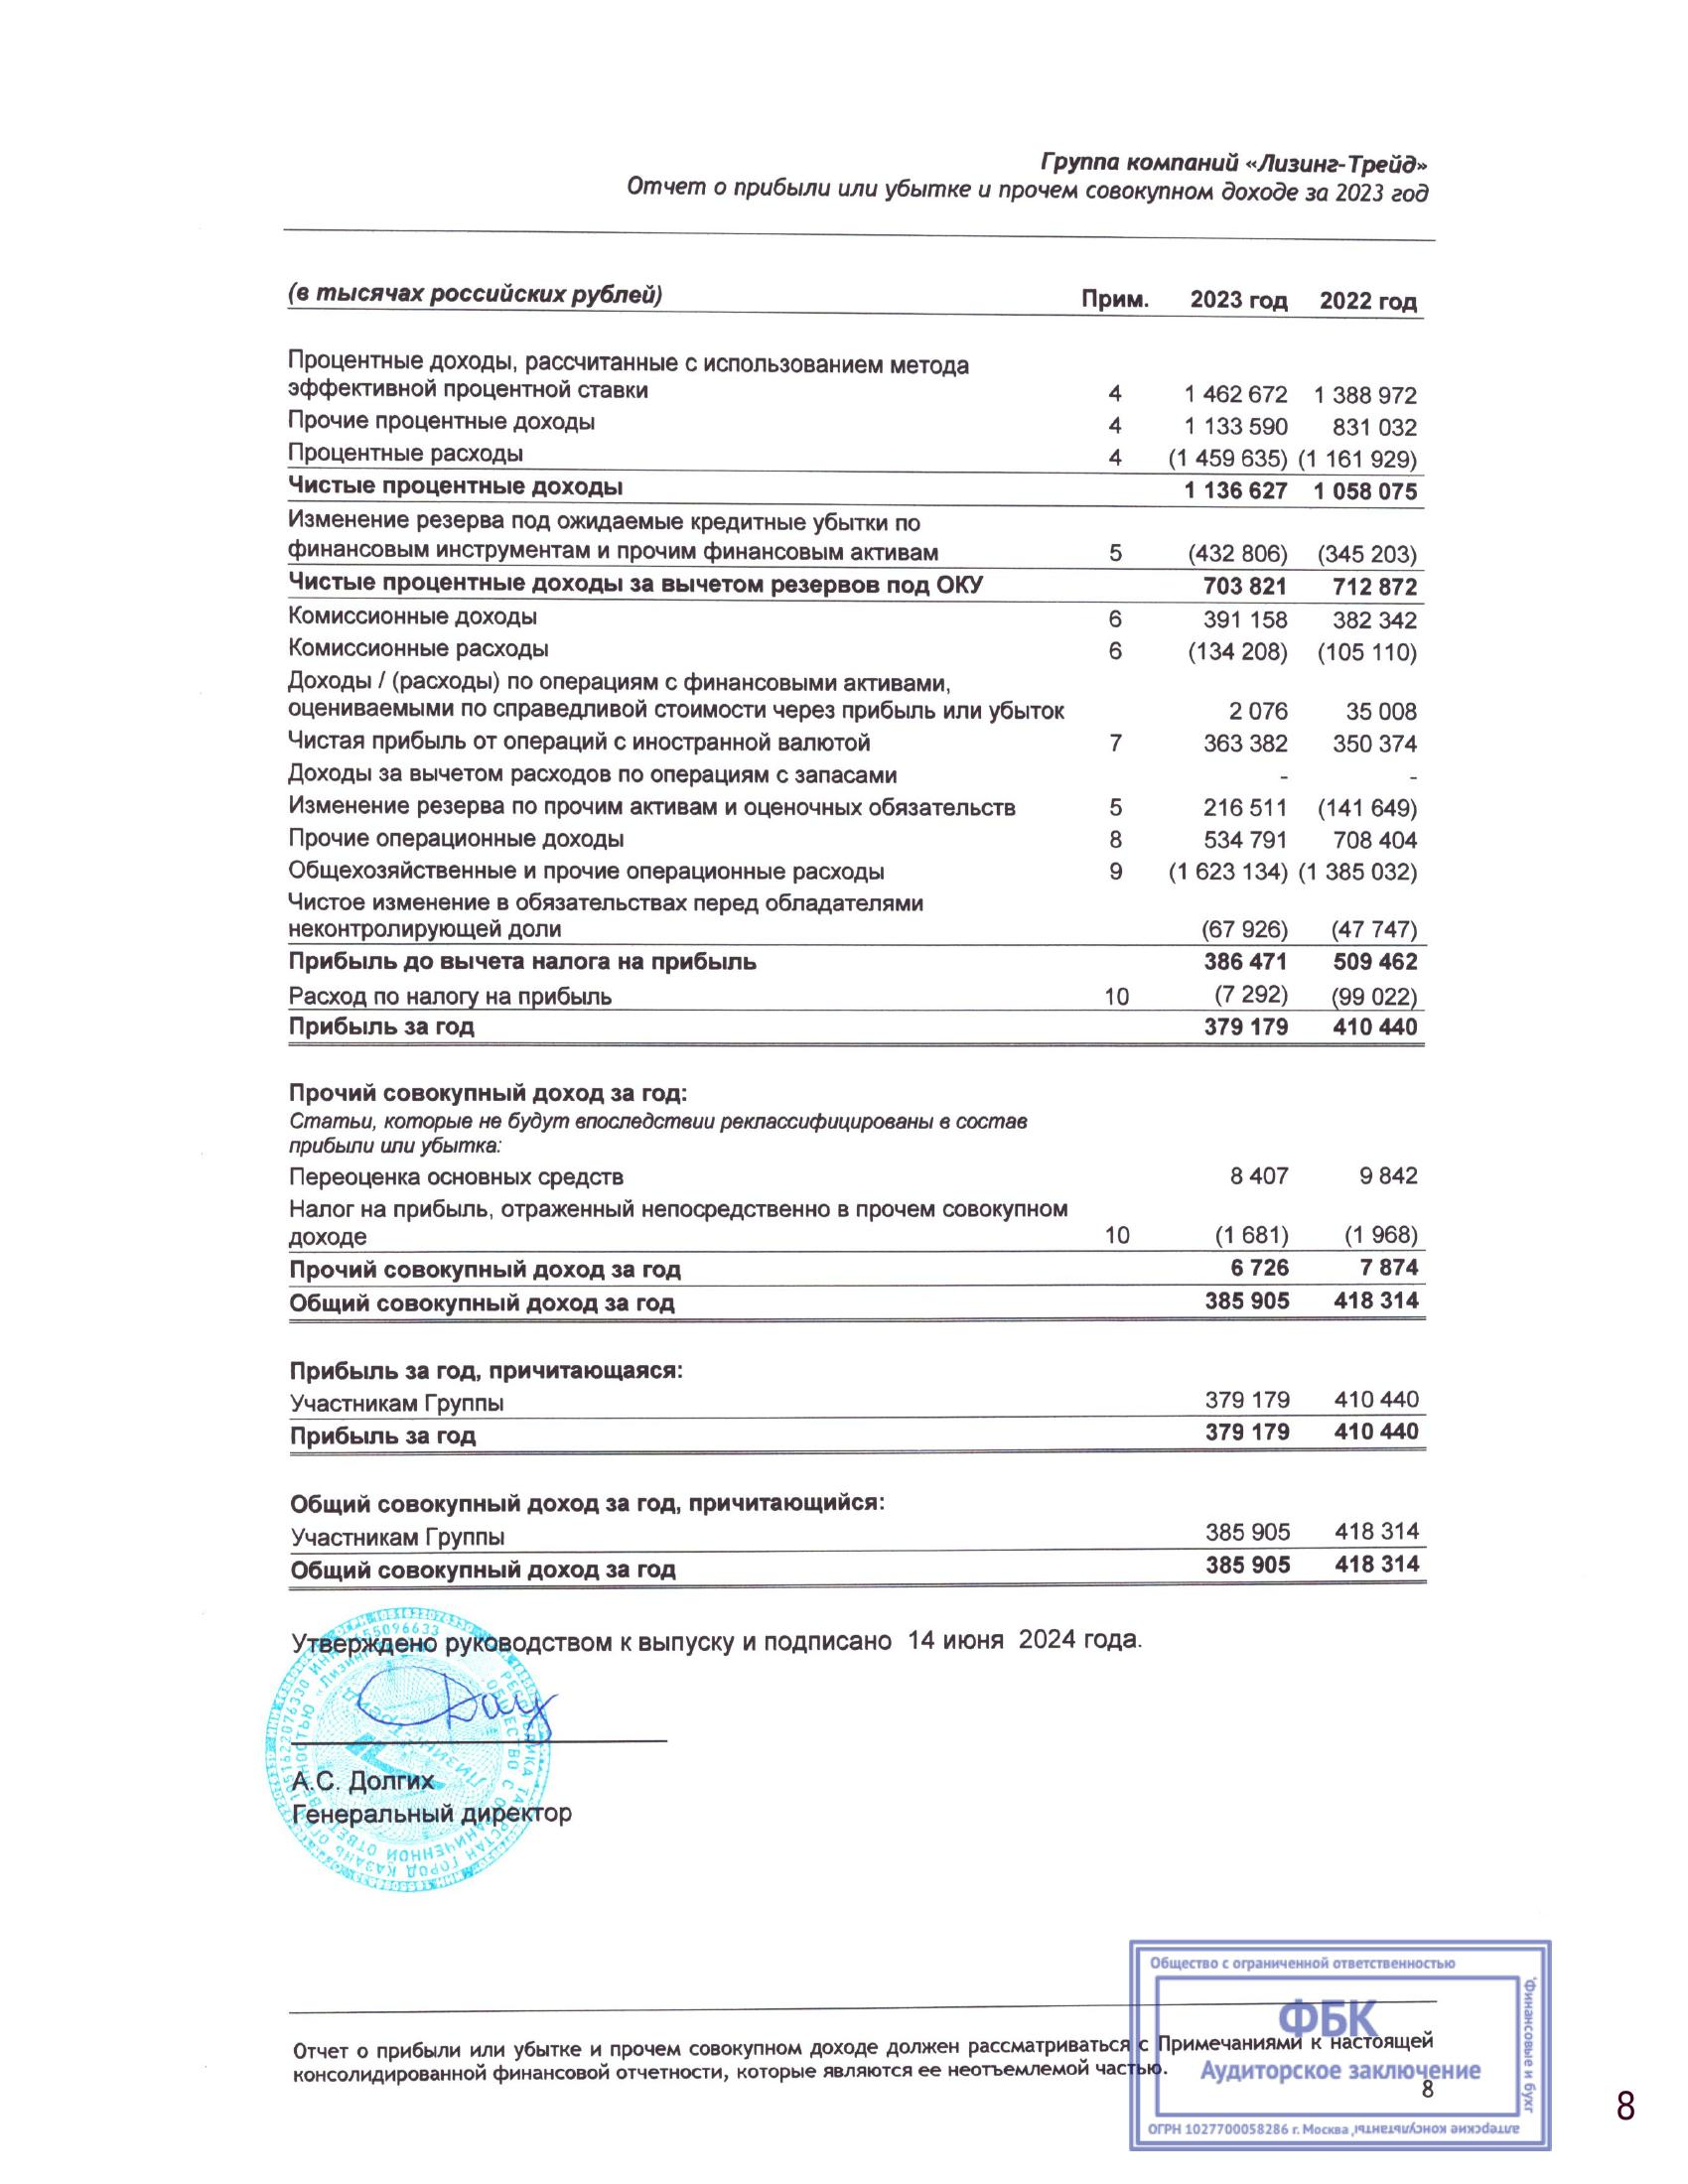 Группа компаний «Лизинг-Трейд»
Отчет о прибыли или убытке и прочем совокупном доходе за 2023 год
(в тысячах российских рублей) Прим. 2023 год 2022 год
Процентные доходы, рассчитанные с использованием метода
эффективной процентной ставки 4 1 462 672 1 388 972
Прочие процентные доходы 4 1 133 590 831 032
Процентные расходы 4 (1 459 635) (1 161 929)
Чистые процентные доходы 1 136 627 1 058 075
Изменение резерва под ожидаемые кредитные убытки по
финансовым инструментам и прочим финансовым активам 5 (432 806) (345 203)
Чистые процентные доходы за вычетом резервов под ОКУ 703 821 712 872
Комиссионные доходы 6 391 158 382 342
Комиссионные расходы 6 (134 208) (105 110)
Доходы / (расходы) по операциям с финансовыми активами,
оцениваемыми по справедливой стоимости через прибыль или убыток 2 076 35 008
Чистая прибыль от операций с иностранной валютой 7 363 382 350 374
Доходы за вычетом расходов по операциям с запасами - -
Изменение резерва по прочим активам и оценочных обязательств 5 216 511 (141 649)
Прочие операционные доходы 8 534 791 708 404
Общехозяйственные и прочие операционные расходы 9 (1 623 134) (1 385 032)
Чистое изменение в обязательствах перед обладателями
неконтролирующей доли (67 926) (47 747)
Прибыль до вычета налога на прибыль 386 471 509 462
Расход по налогу на прибыль 10 (7 292) (99 022)
Прибыль за год 379 179 410 440
Прочий совокупный доход за год:
Статьи, которые не будут впоследствии реклассифицированы в состав
прибыли или убытка:
Переоценка основных средств 8 407 9 842
Налог на прибыль, отраженный непосредственно в прочем совокупном
доходе 10 (1 681) (1 968)
Прочий совокупный доход за год 6 726 7 874
Общий совокупный доход за год 385 905 418 314
Прибыль за год, причитающаяся:
Участникам Группы 379 179 410 440
Прибыль за год 379 179 410 440
Общий совокупный доход за год, причитающийся:
Участникам Группы 385 905 418 314
Общий совокупный доход за год 385 905 418 314
Утверждено руководством к выпуску и подписано 14 июня 2024 года.
А.С. Долгих
Генеральный директор
Общество с ограниченной ответственностью
"Финансовые и бухг
ФБК
Аудиторское заключение
ОГРН 1027700058286 г. Москва
алтерские консультанты"
Отчет о прибыли или убытке и прочем совокупном доходе должен рассматриваться с Примечаниями к настоящей
консолидированной финансовой отчетности, которые являются ее неотъемлемой частью.
8
8